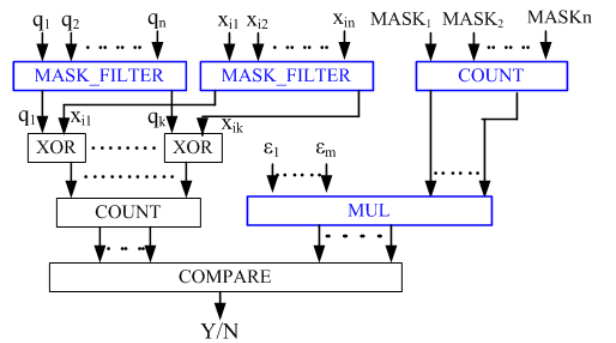 q1 q2 qn xi1 xi2 xin MASK1 MASK2 MASKn
MASK_FILTER MASK_FILTER COUNT
q1 xi1 qk xik
XOR XOR
ε1 εm
COUNT MUL
COMPARE
Y/N